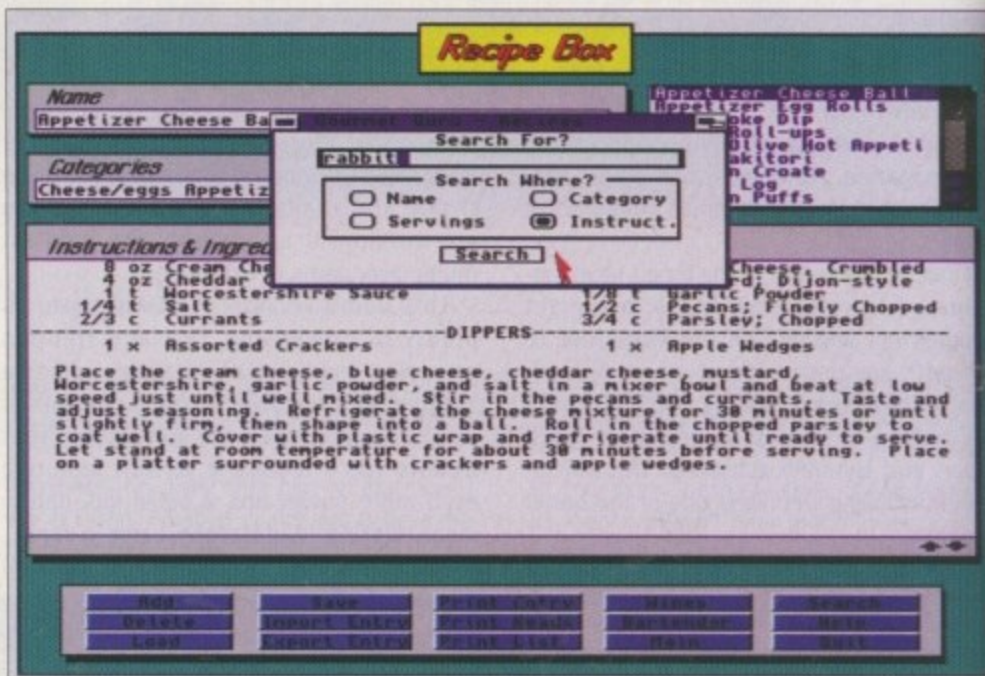 Recipe Box
Name
Appetizer Cheese Ba
Categories
Cheese/eggs Appetiz
Appetizer Cheese Ball
Appetizer Egg Rolls
oke Dip
Roll-ups
Olive Hot Appeti
akitori
n Croate
Log
n Puffs
Gourmet Guru Recipes
Search For?
rabbit
Search Where?
Name
Category
Servings
Instruct.
Search
Instructions & Ingre
8 oz Cream Che
Cheese, Crumbled
4 oz Cheddar
rd; Dijon-style
1 t Worcestershire Sauce
1/8 t Garlic Powder
1/4 t Salt
1/2 c Pecans; Finely Chopped
2/3 c Currants
3/4 c Parsley; Chopped
DIPPERS
1 x Assorted Crackers
1 x Apple Wedges
Place the cream cheese, blue cheese, cheddar cheese, mustard,
Worcestershire, garlic powder, and salt in a mixer bowl and beat at low
speed just until well mixed. Stir in the pecans and currants. Taste and
adjust seasoning. Refrigerate the cheese mixture for 30 minutes or until
slightly firm, then shape into a ball. Roll in the chopped parsley to
coat well. Cover with plastic wrap and refrigerate until ready to serve.
Let stand at room temperature for about 30 minutes before serving. Place
on a platter surrounded with crackers and apple wedges.
Add
Save
Print Entry
Wines
Search
Delete
Import Entry
Print Needs
Bartender
Help
Load
Export Entry
Print List
Main
Quit